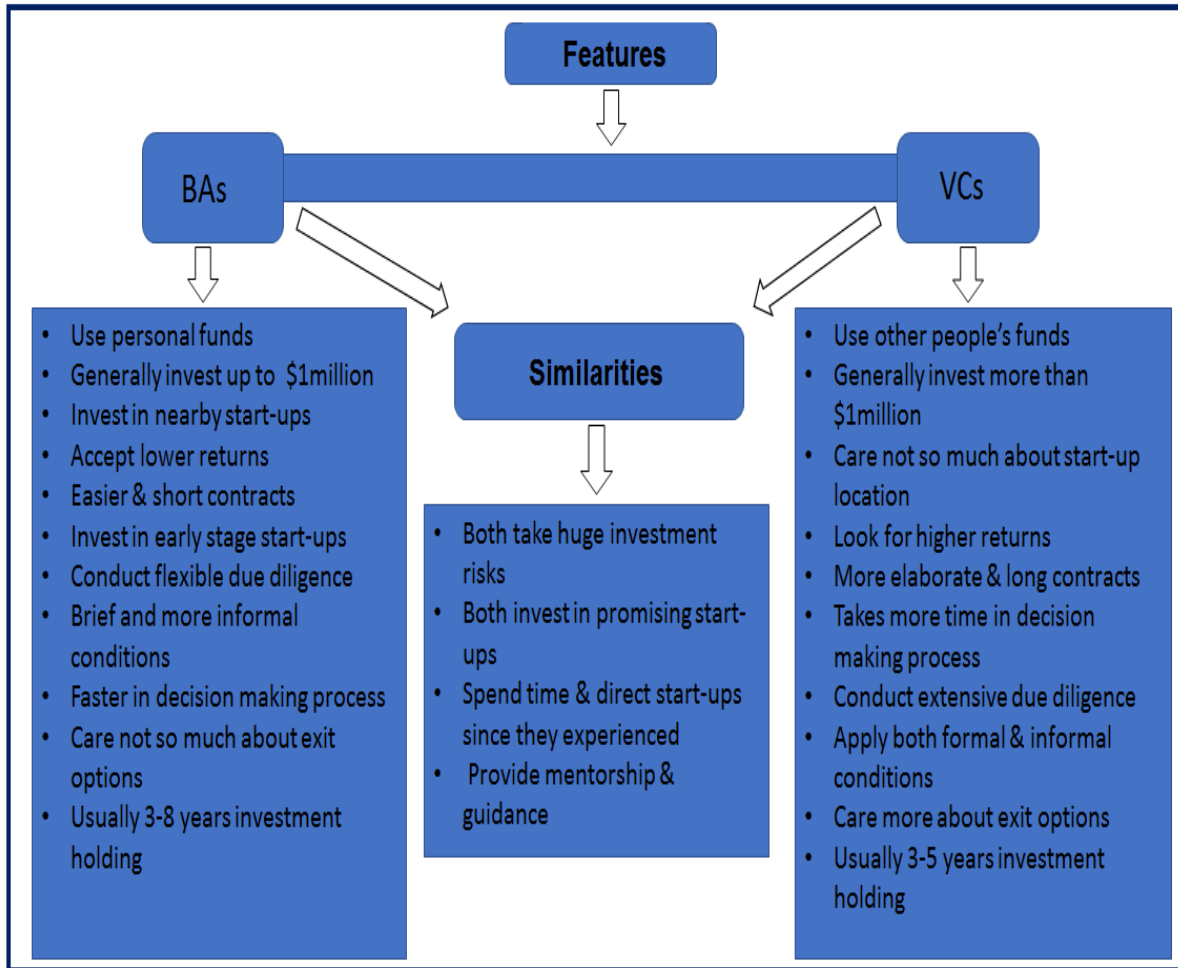 Features
BAs
VCs
• Use personal funds
• Generally invest up to $1million
• Invest in nearby start-ups
• Accept lower returns
• Easier & short contracts
• Invest in early stage start-ups
• Conduct flexible due diligence
• Brief and more informal
conditions
• Faster in decision making process
• Care not so much about exit
options
• Usually 3-8 years investment
holding
Similarities
• Both take huge investment
risks
• Both invest in promising start-
ups
• Spend time & direct start-ups
since they experienced
• Provide mentorship &
guidance
• Use other people’s funds
• Generally invest more than
$1million
• Care not so much about start-up
location
• Look for higher returns
• More elaborate & long contracts
• Takes more time in decision
making process
• Conduct extensive due diligence
• Apply both formal & informal
conditions
• Care more about exit options
• Usually 3-5 years investment
holding